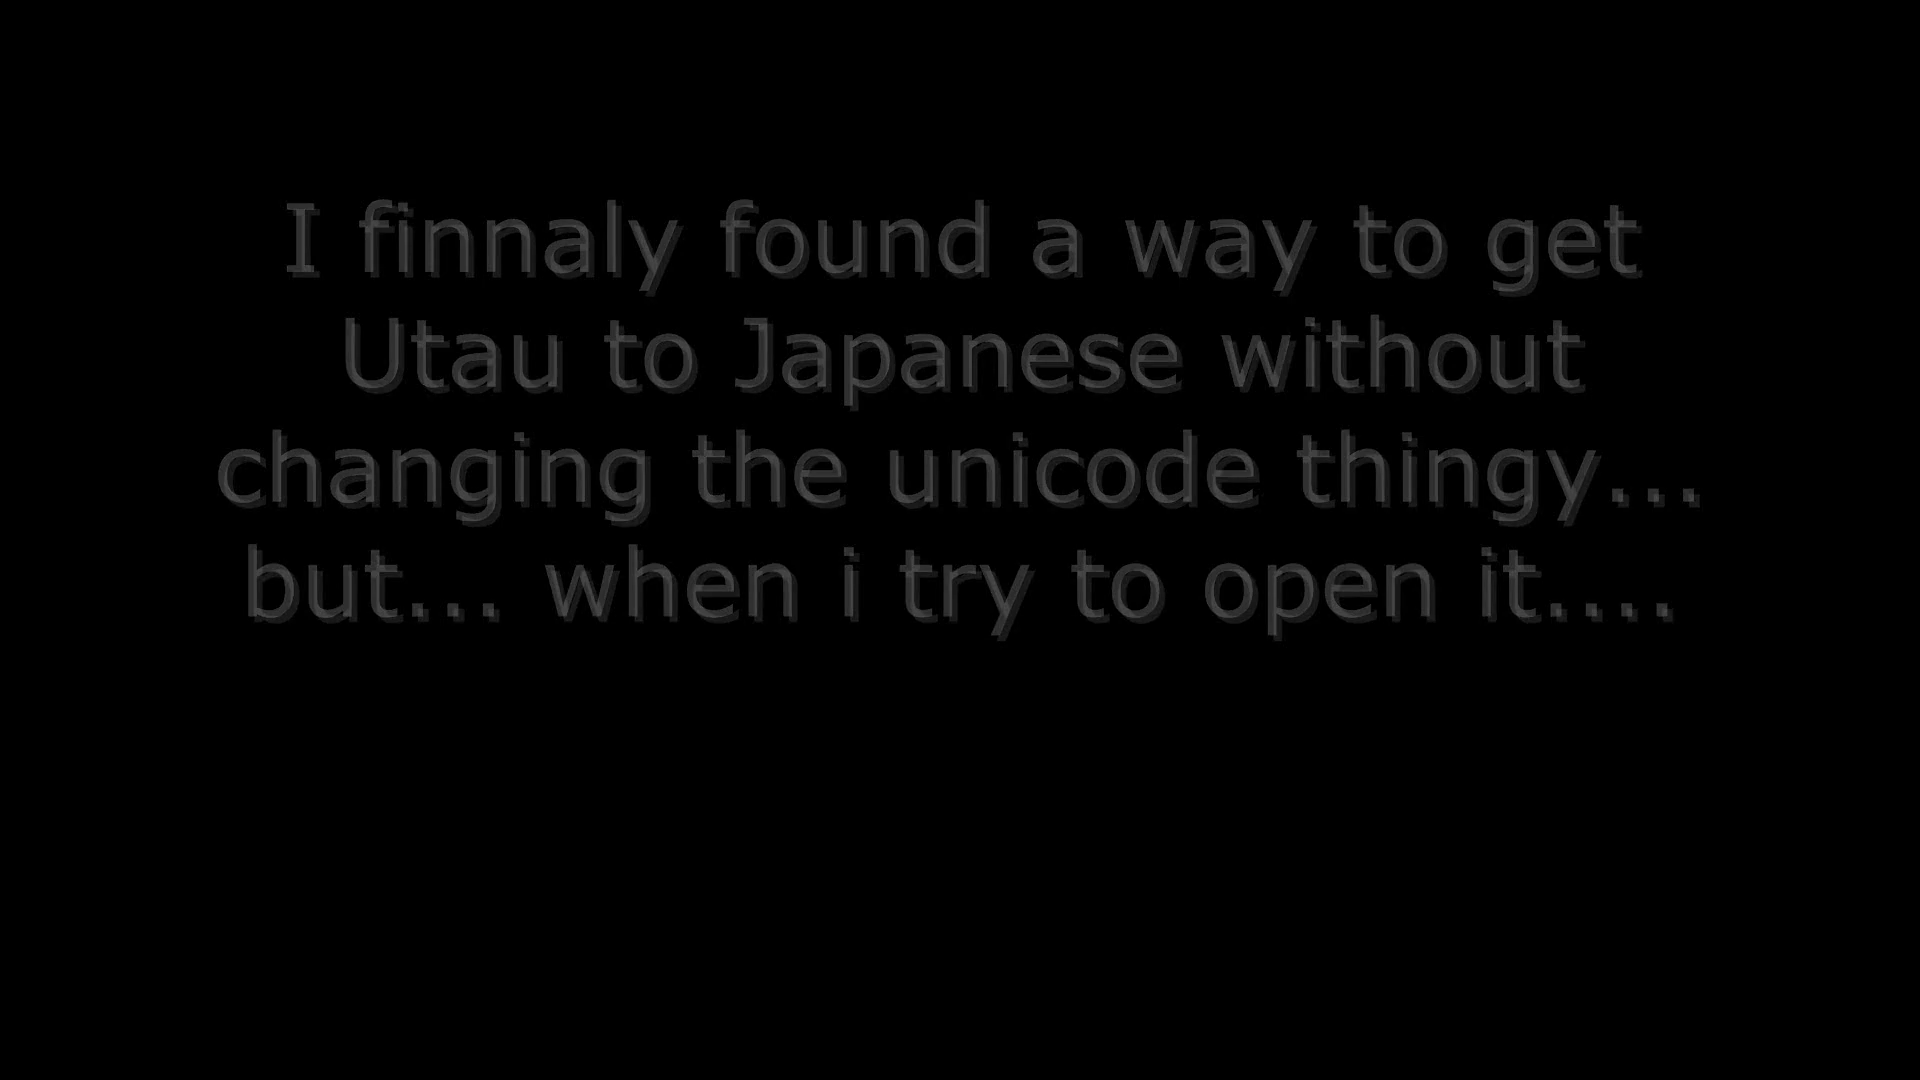 I finnaly found a way to get
Utau to Japanese without
changing the unicode thingy...
but... when i try to open it....